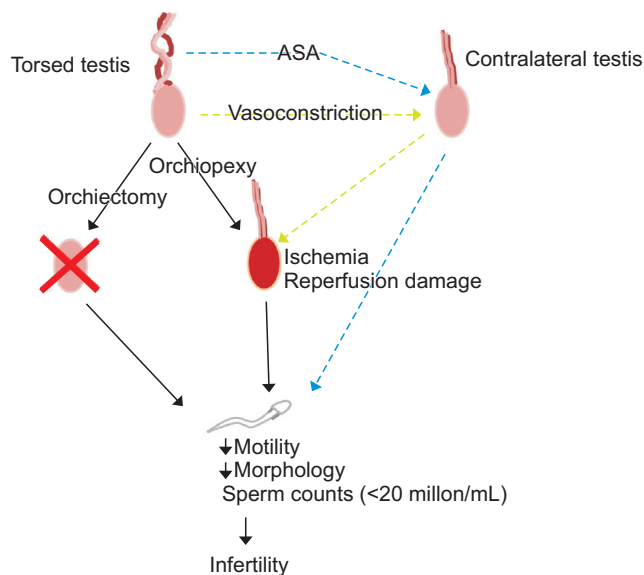 Torsed testis
ASA
Contralateral testis
Vasoconstriction
Orchiopexy
Orchiectomy
Ischemia
Reperfusion damage
↓Motility
↓Morphology
Sperm counts (<20 millon/mL)
Infertility